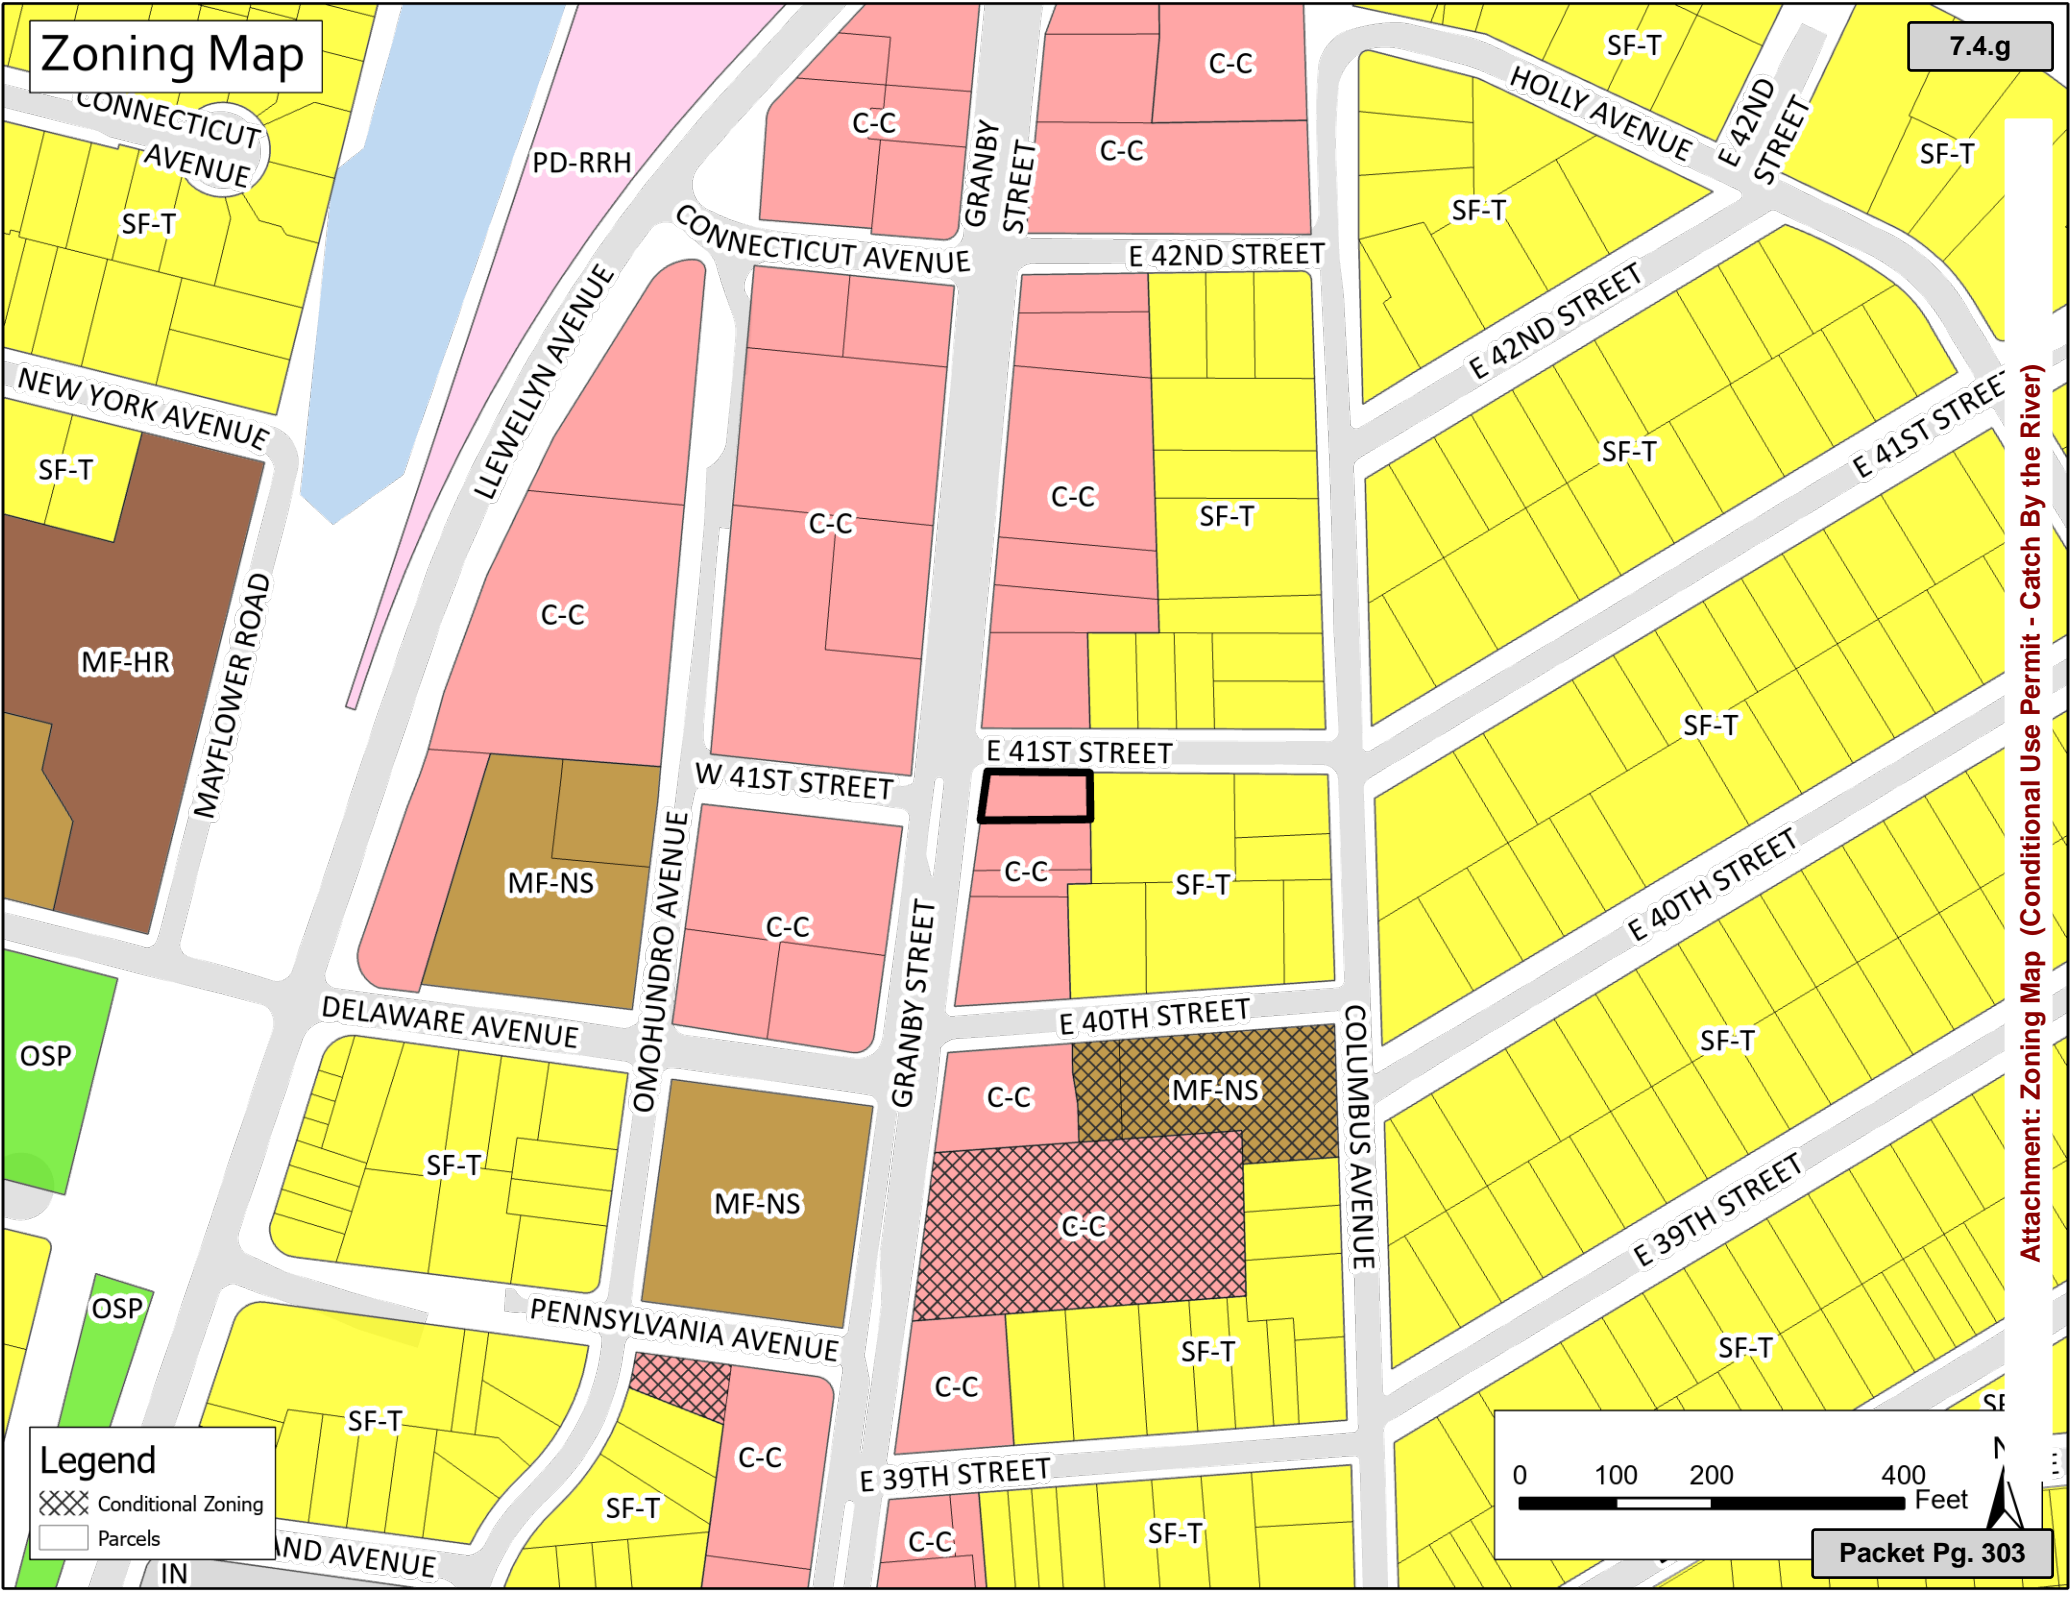 Zoning Map
7.4.g
SF-T
C-C
CONNECTICUT
AVENUE
HOLLY AVENUE
E 42ND
STREET
C-C
C-C
GRANBY
STREET
PD-RRH
SF-T
SF-T
SF-T
CONNECTICUT AVENUE
E 42ND STREET
LLEWELLYN AVENUE
E 42ND STREET
NEW YORK AVENUE
SF-T
SF-T
E 41ST STREET
C-C
C-C
SF-T
C-C
MF-HR
MAYFLOWER ROAD
SF-T
E 41ST STREET
W 41ST STREET
C-C
MF-NS
SF-T
C-C
OMOHUNDRO AVENUE
GRANBY STREET
E 40TH STREET
DELAWARE AVENUE
E 40TH STREET
COLUMBUS AVENUE
SF-T
OSP
C-C
MF-NS
SF-T
MF-NS
C-C
E 39TH STREET
OSP
PENNSYLVANIA AVENUE
SF-T
SF-T
C-C
SF-T
C-C
SF-T
E 39TH STREET
C-C
SF-T
AND AVENUE
IN
Legend
Conditional Zoning
Parcels
0 100 200 400
Feet
N
Packet Pg. 303
Attachment: Zoning Map (Conditional Use Permit - Catch By the River)